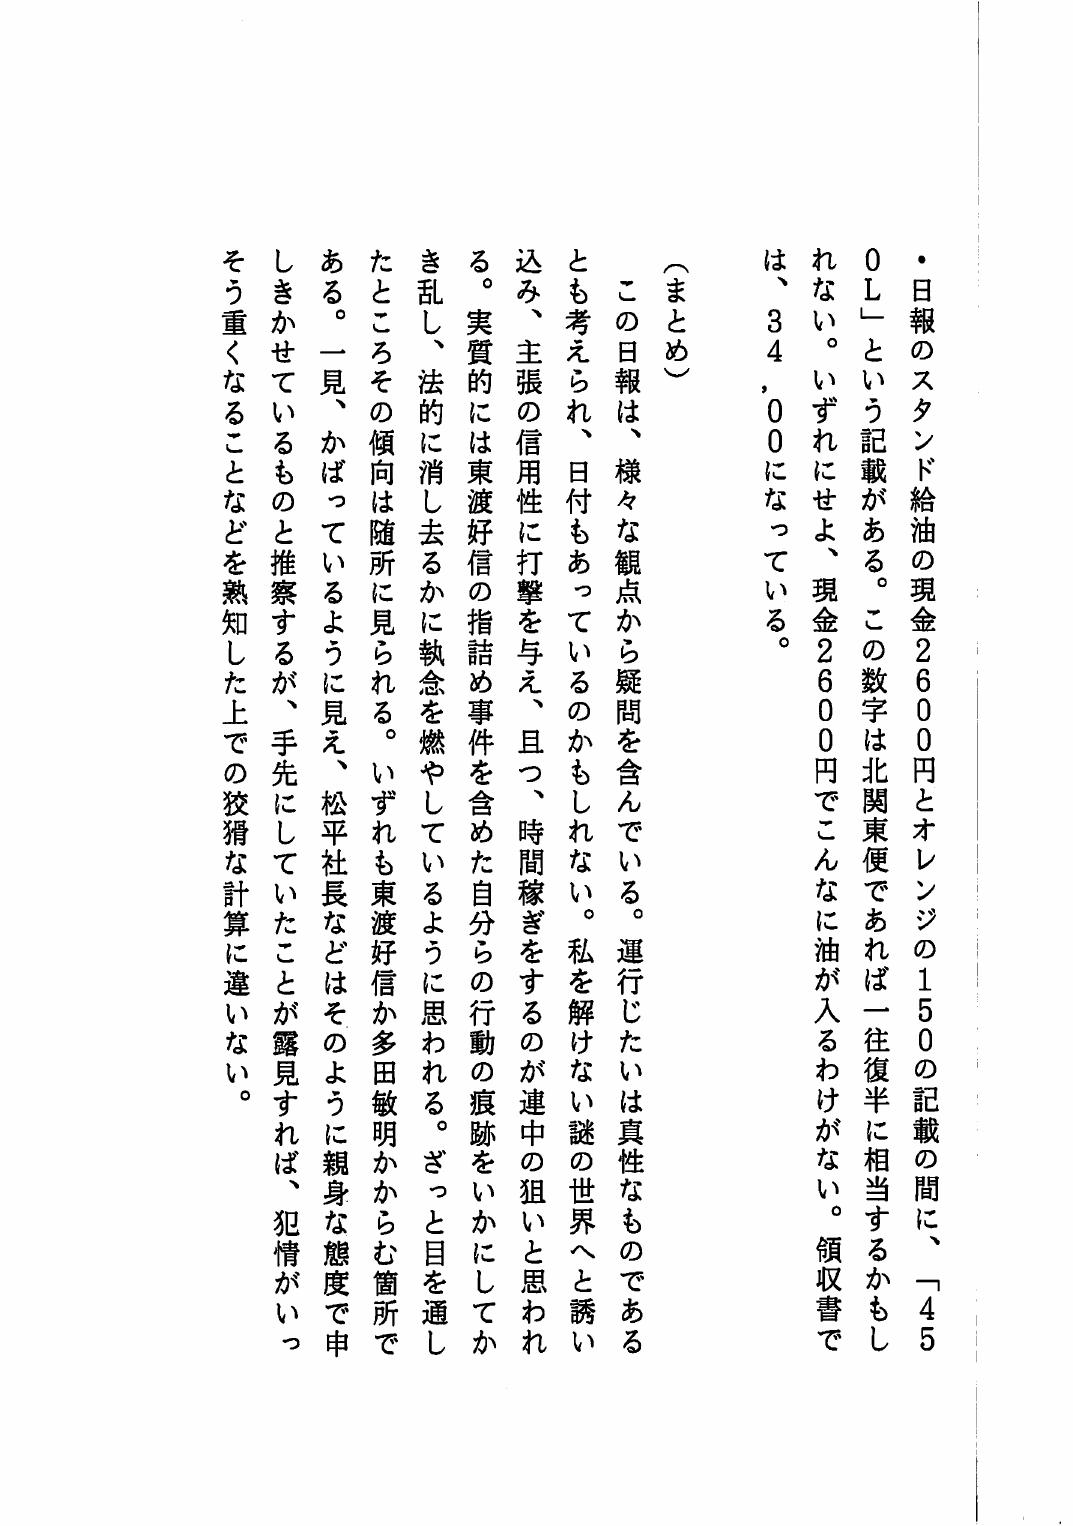 ・日報のスタンド給油の現金２６００円とオレンジの１５０の記載の間に、「４５
０Ｌ」という記載がある。この数字は北関東便であれば一往復半に相当するかもし
れない。いずれにせよ、現金２６００円でこんなに油が入るわけがない。領収書で
は、３４，００になっている。
（まとめ）
　この日報は、様々な観点から疑問を含んでいる。運行じたいは真性なものである
とも考えられ、日付もあっているのかもしれない。私を解けない謎の世界へと誘い
込み、主張の信用性に打撃を与え、且つ、時間稼ぎをするのが連中の狙いと思われ
る。実質的には東渡好信の指詰め事件を含めた自分らの行動の痕跡をいかにしてか
き乱し、法的に消し去るかに執念を燃やしているように思われる。ざっと目を通し
たところその傾向は随所に見られる。いずれも東渡好信か多田敏明かからむ箇所で
ある。一見、かばっているように見え、松平社長などはそのように親身な態度で申
しきかせているものと推察するが、手先にしていたことが露見すれば、犯情がいっ
そう重くなることなどを熟知した上での狡猾な計算に違いない。